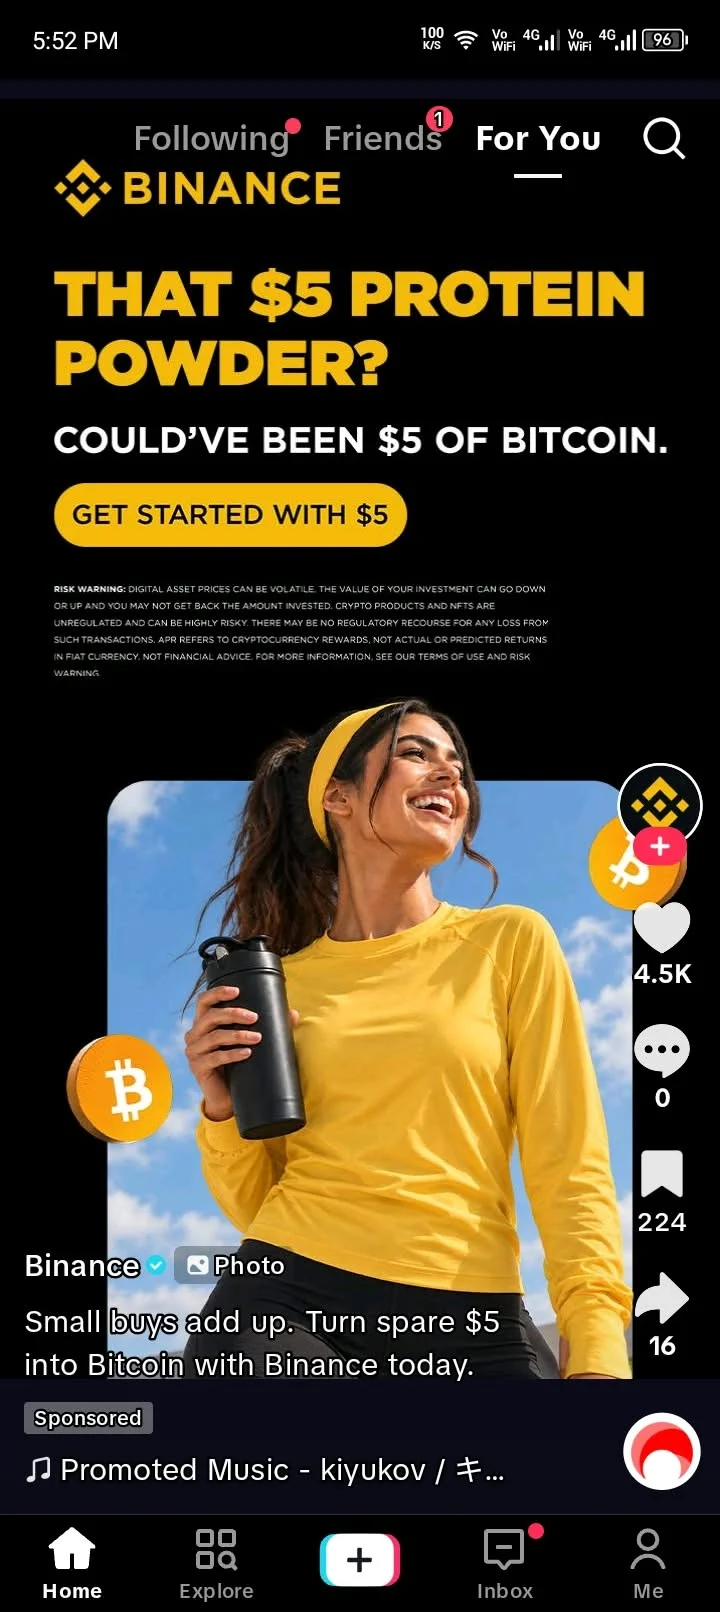 5:52 PM
100 K/S Vo WiFi 4G Vo WiFi 4G 96
Following Friends 1 For You
BINANCE
THAT $5 PROTEIN
POWDER?
COULD'VE BEEN $5 OF BITCOIN.
GET STARTED WITH $5
RISK WARNING: DIGITAL ASSET PRICES CAN BE VOLATILE. THE VALUE OF YOUR INVESTMENT CAN GO DOWN
OR UP AND YOU MAY NOT GET BACK THE AMOUNT INVESTED. CRYPTO PRODUCTS AND NFTS ARE
UNREGULATED AND CAN BE HIGHLY RISKY. THERE MAY BE NO REGULATORY RECOURSE FOR ANY LOSS FROM
SUCH TRANSACTIONS. APR REFERS TO CRYPTOCURRENCY REWARDS, NOT ACTUAL OR PREDICTED RETURNS
IN FIAT CURRENCY. NOT FINANCIAL ADVICE. FOR MORE INFORMATION, SEE OUR TERMS OF USE AND RISK
WARNING.
4.5K
0
224
16
Binance Photo
Small buys add up. Turn spare $5
into Bitcoin with Binance today.
Sponsored
Promoted Music - kiyukov / キ...
Home Explore Inbox Me